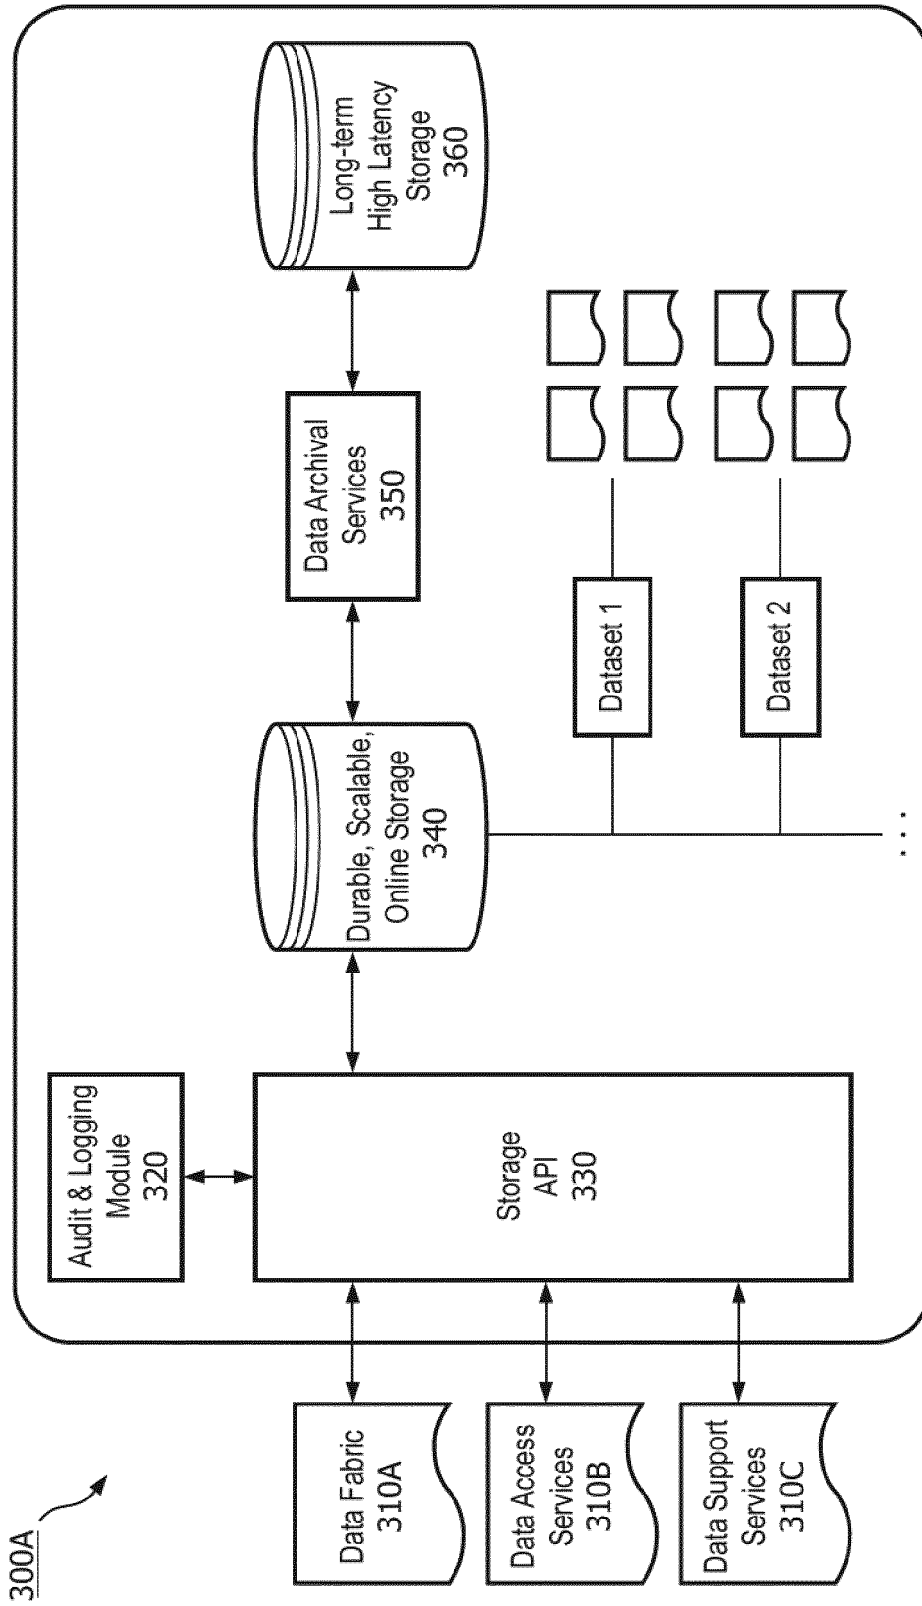 300A
Data Fabric
310A
Data Access
Services
310B
Data Support
Services
310C
Audit & Logging
Module
320
Storage
API
330
Durable, Scalable,
Online Storage
340
Data Archival
Services
350
Long-term
High Latency
Storage
360
Dataset 1
Dataset 2
...